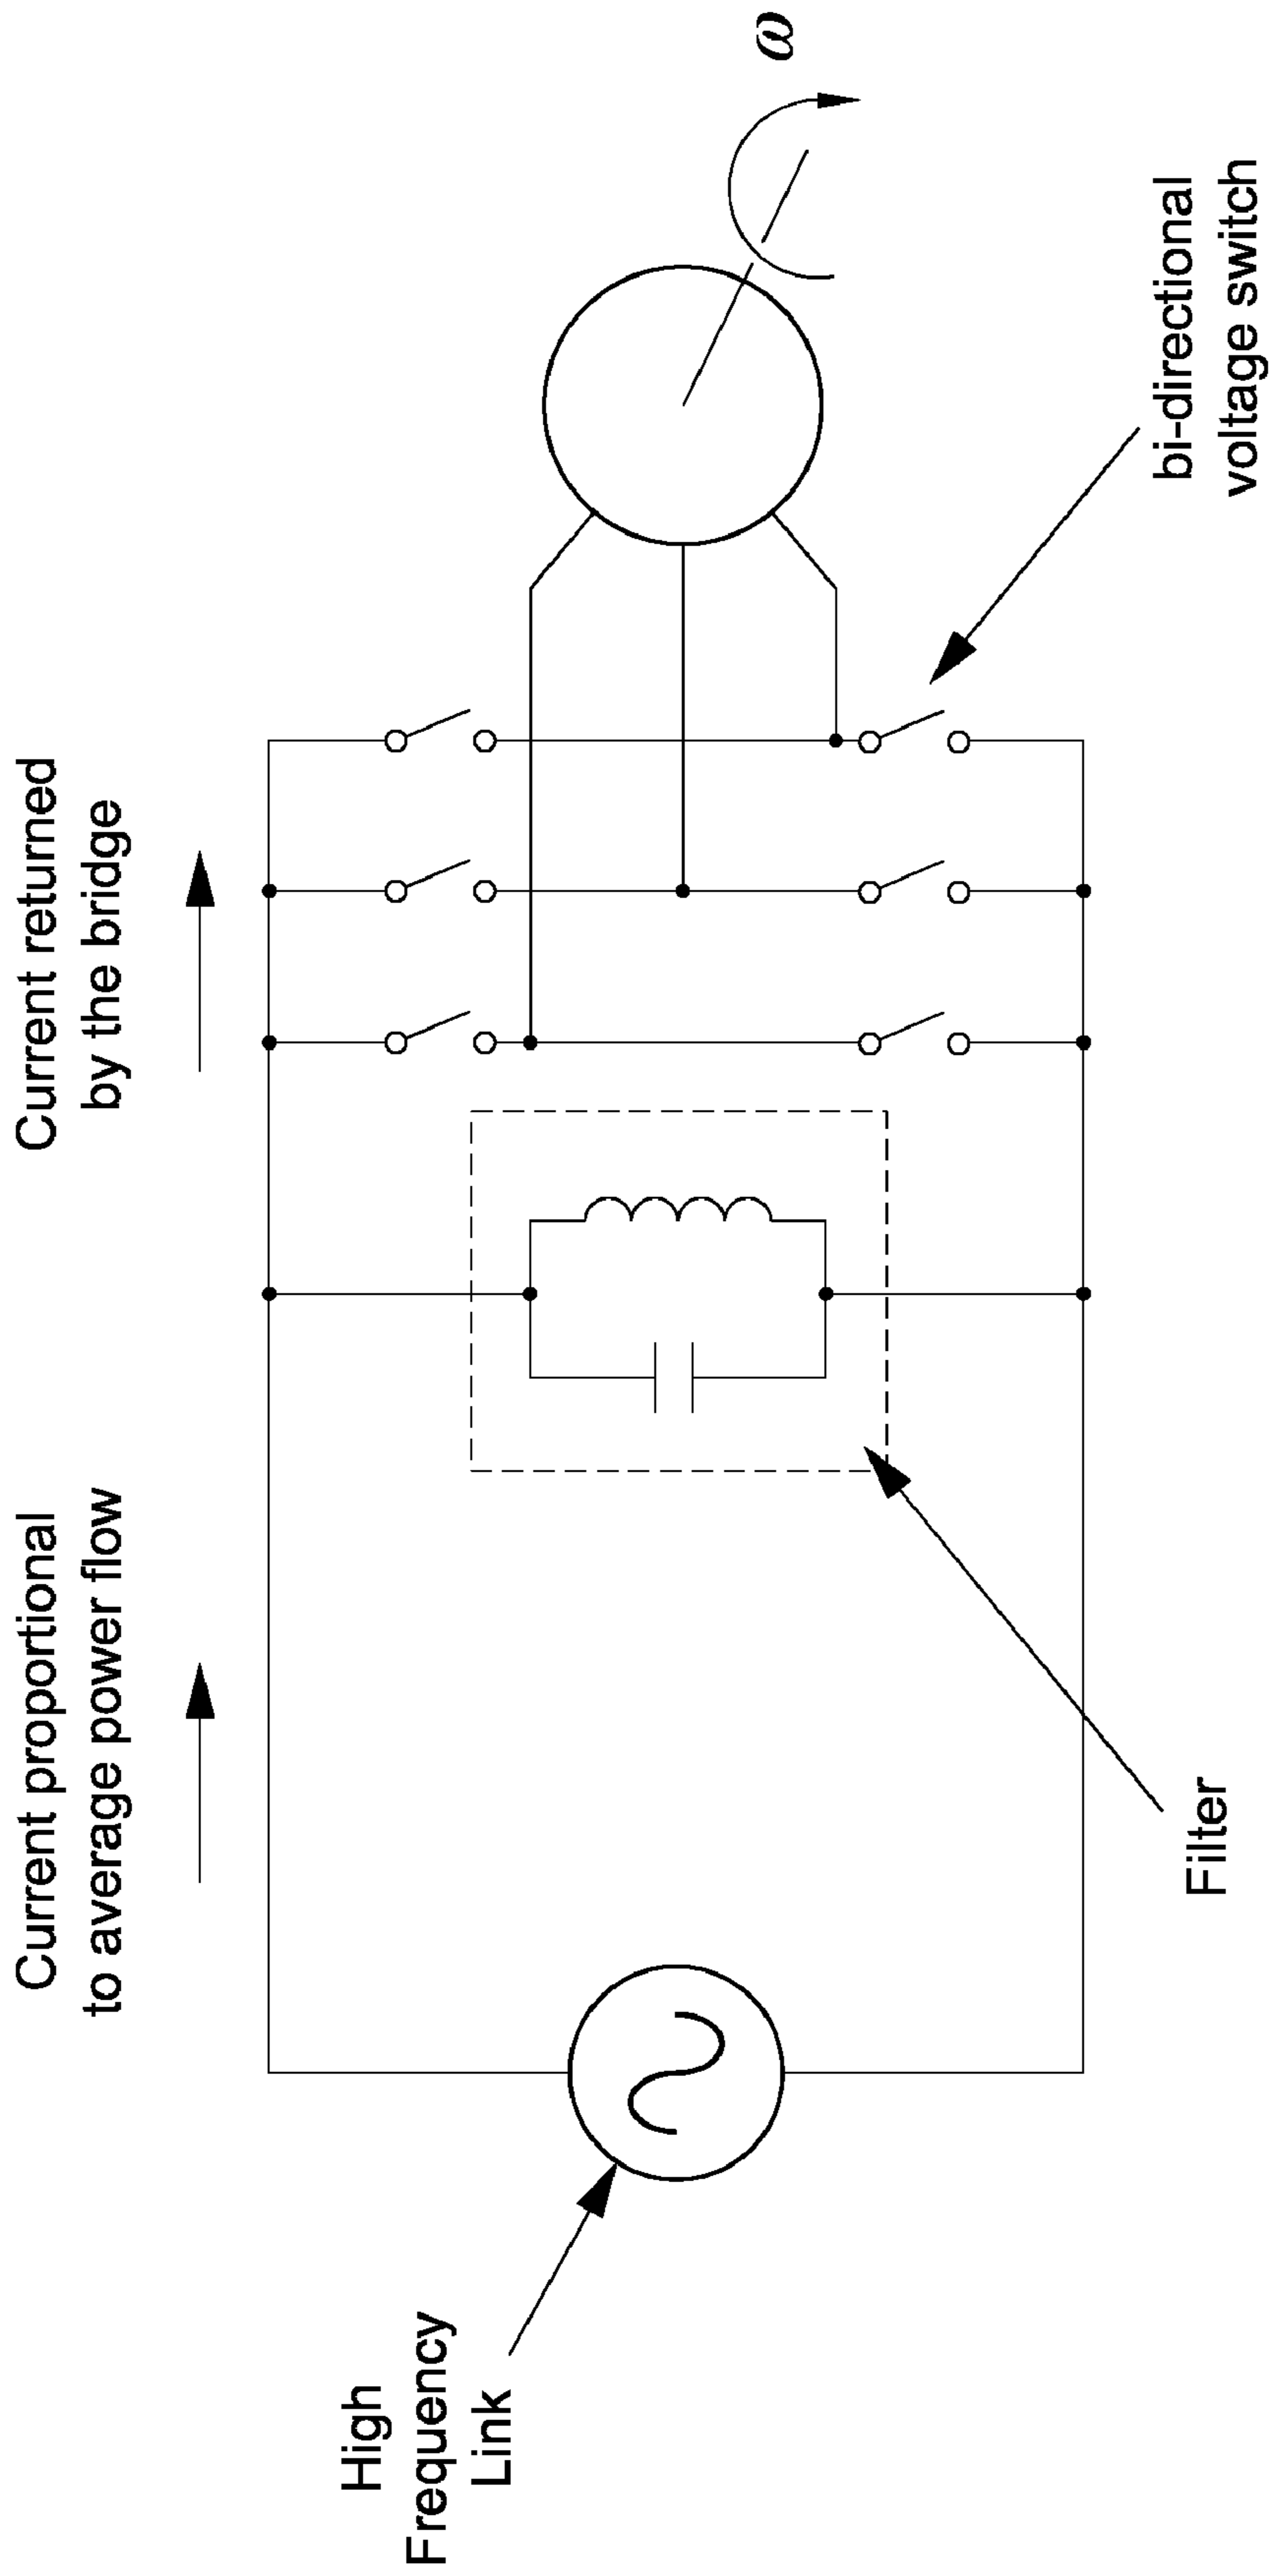 Current proportional
to average power flow
Current returned
by the bridge
High
Frequency
Link
Filter
bi-directional
voltage switch
ω